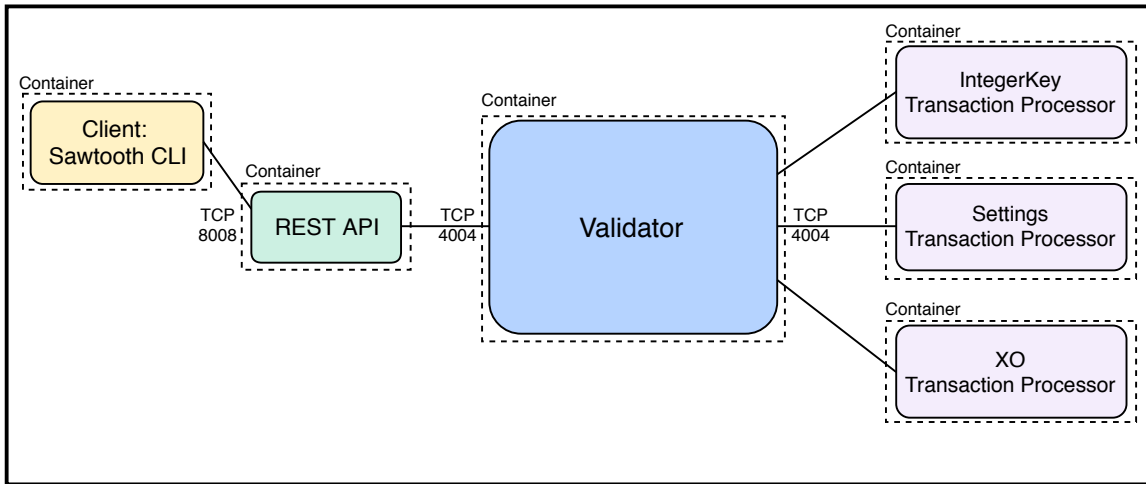 Container
Client:
Sawtooth CLI
TCP
8008
Container
REST API
TCP
4004
Container
Validator
TCP
4004
Container
IntegerKey
Transaction Processor
Container
Settings
Transaction Processor
Container
XO
Transaction Processor